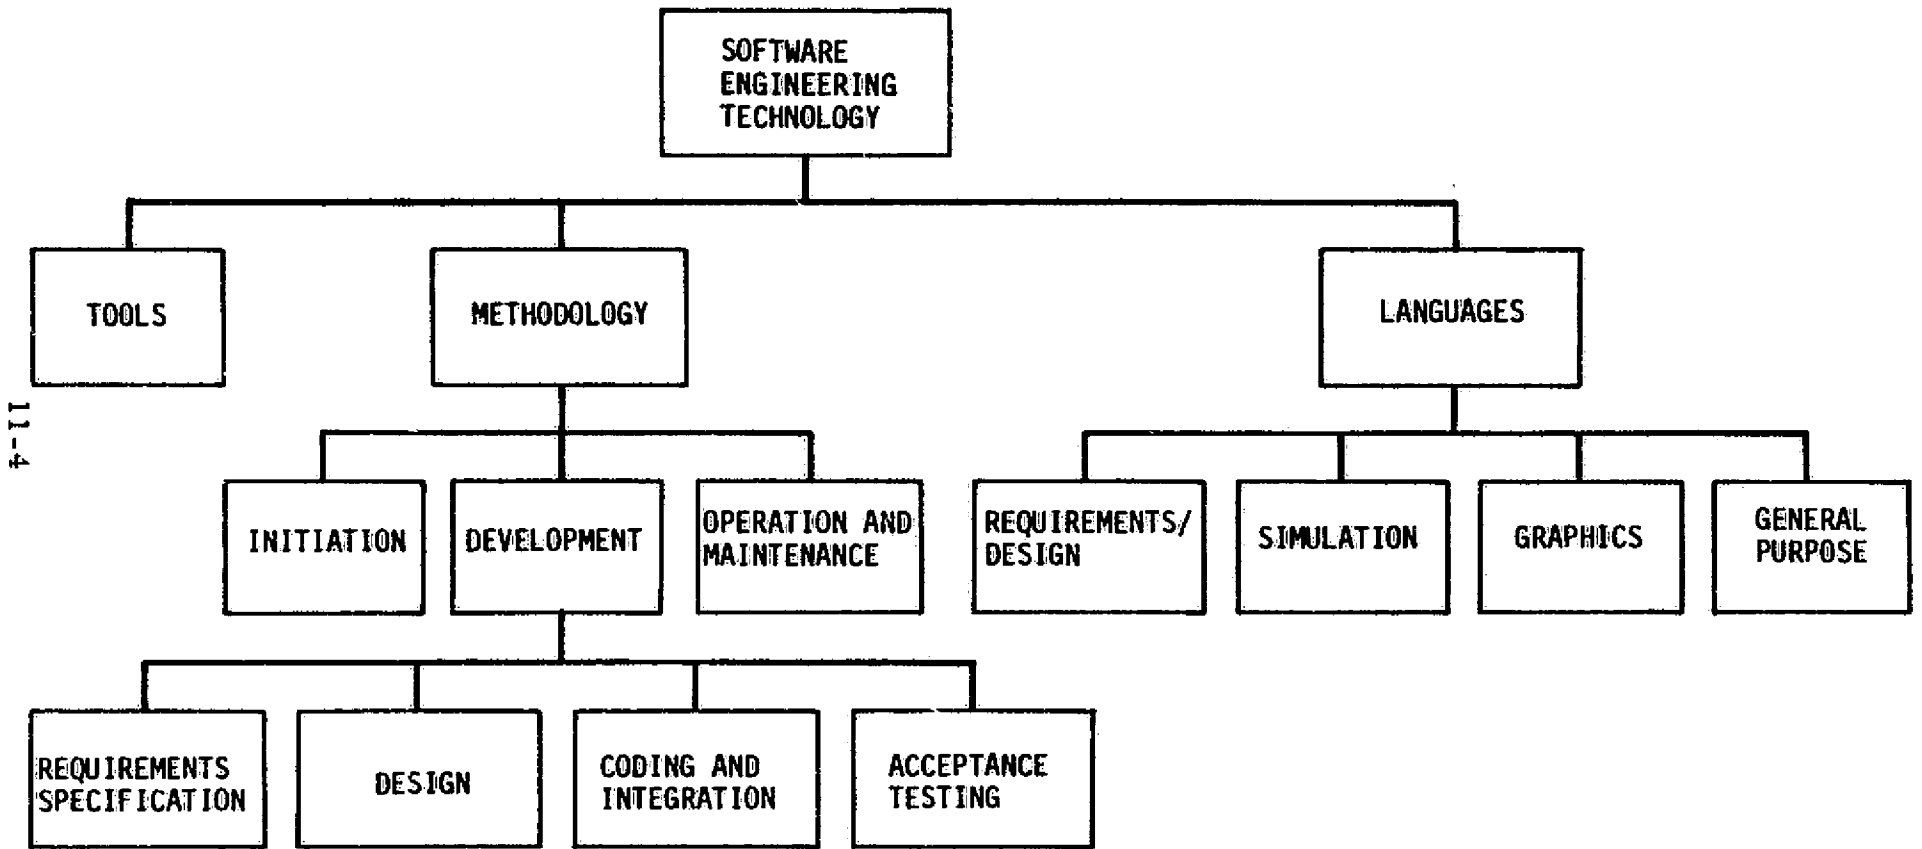 SOFTWARE
ENGINEERING
TECHNOLOGY
TOOLS
METHODOLOGY
LANGUAGES
11-4
INITIATION
DEVELOPMENT
OPERATION AND
MAINTENANCE
REQUIREMENTS/
DESIGN
SIMULATION
GRAPHICS
GENERAL
PURPOSE
REQUIREMENTS
SPECIFICATION
DESIGN
CODING AND
INTEGRATION
ACCEPTANCE
TESTING